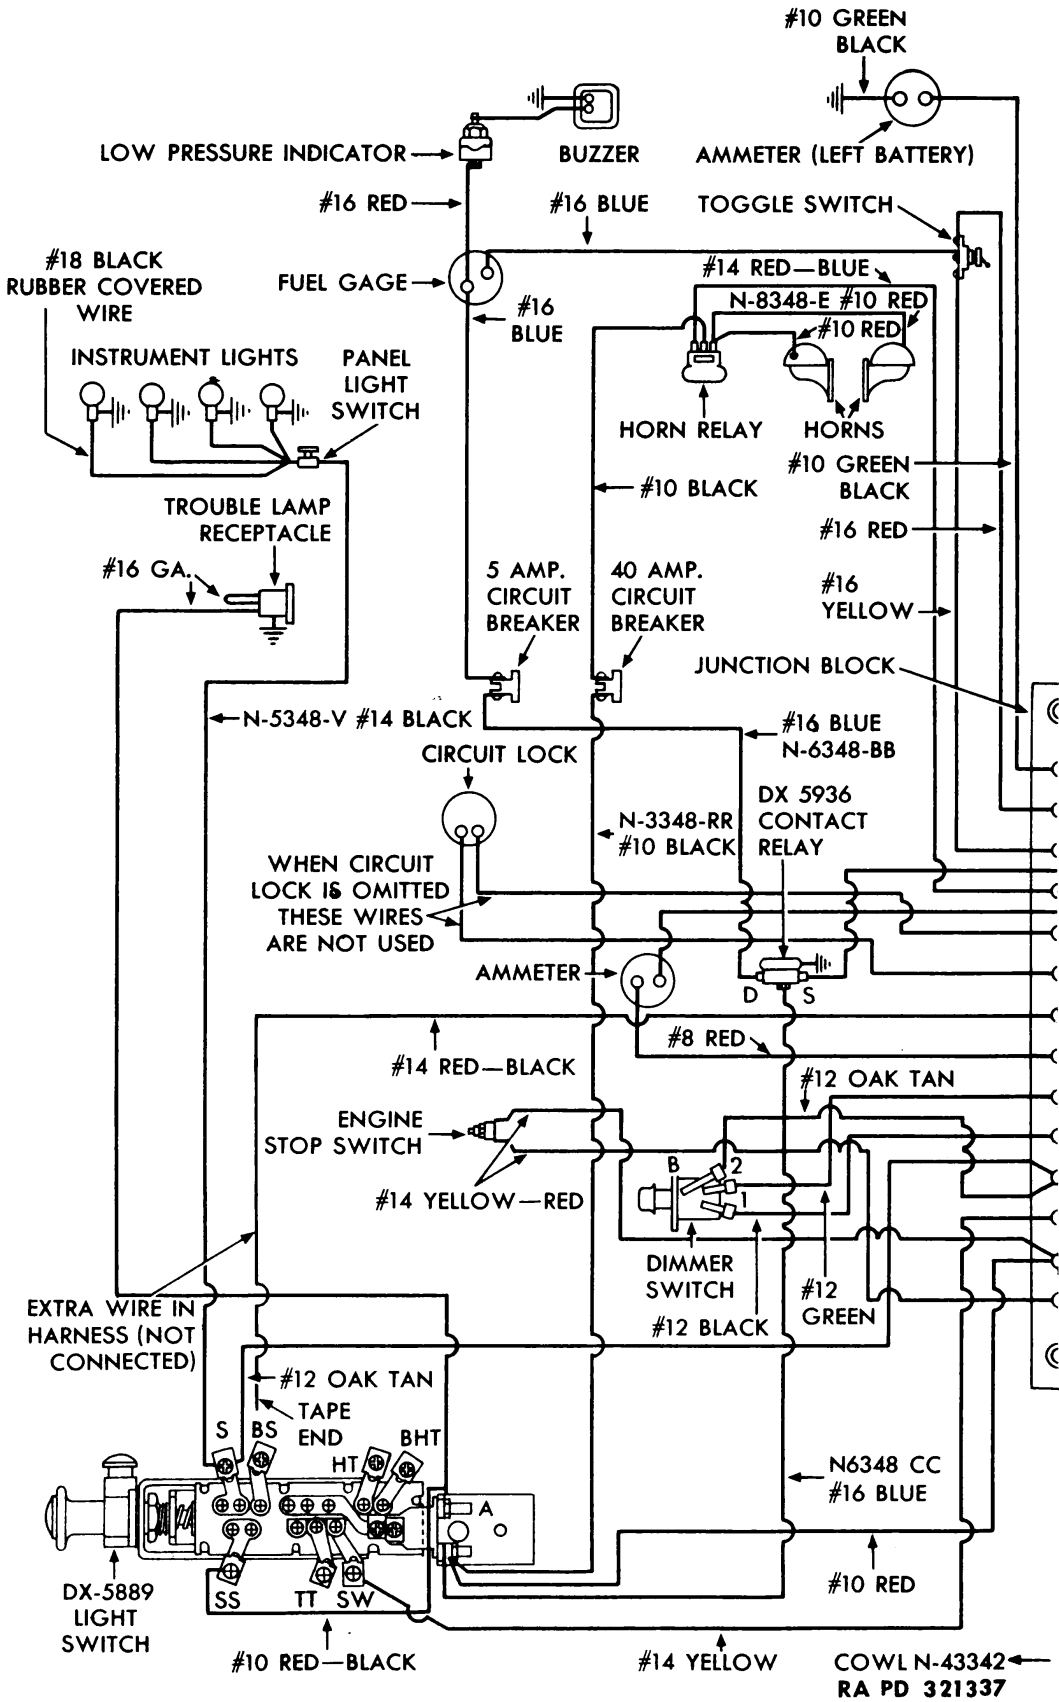 #10 GREEN
BLACK
LOW PRESSURE INDICATOR
BUZZER
AMMETER (LEFT BATTERY)
#16 RED
#16 BLUE
TOGGLE SWITCH
#18 BLACK
RUBBER COVERED
WIRE
FUEL GAGE
#14 RED—BLUE
N-8348-E #10 RED
#16
BLUE
#10 RED
INSTRUMENT LIGHTS
PANEL
LIGHT
SWITCH
HORN RELAY
HORNS
#10 GREEN
BLACK
#10 BLACK
TROUBLE LAMP
RECEPTACLE
#16 RED
#16 GA.
5 AMP.
CIRCUIT
BREAKER
40 AMP.
CIRCUIT
BREAKER
#16
YELLOW
JUNCTION BLOCK
N-5348-V #14 BLACK
#16 BLUE
N-6348-BB
CIRCUIT LOCK
DX 5936
CONTACT
RELAY
N-3348-RR
#10 BLACK
WHEN CIRCUIT
LOCK IS OMITTED
THESE WIRES
ARE NOT USED
AMMETER
D
S
#8 RED
#14 RED—BLACK
#12 OAK TAN
ENGINE
STOP SWITCH
B
2
1
#14 YELLOW—RED
DIMMER
SWITCH
#12
GREEN
#12 BLACK
EXTRA WIRE IN
HARNESS (NOT
CONNECTED)
#12 OAK TAN
TAPE
END
S
BS
HT
BHT
A
N6348 CC
#16 BLUE
DX-5889
LIGHT
SWITCH
SS
TT
SW
#10 RED
#10 RED—BLACK
#14 YELLOW
COWL N-43342
RA PD 321337